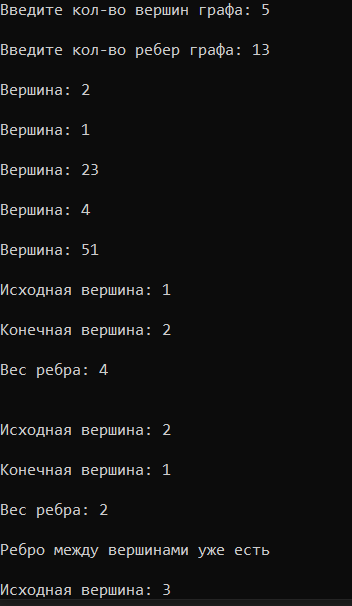 Введите кол-во вершин графа: 5
Введите кол-во ребер графа: 13
Вершина: 2
Вершина: 1
Вершина: 23
Вершина: 4
Вершина: 51
Исходная вершина: 1
Конечная вершина: 2
Вес ребра: 4
Исходная вершина: 2
Конечная вершина: 1
Вес ребра: 2
Ребро между вершинами уже есть
Исходная вершина: 3